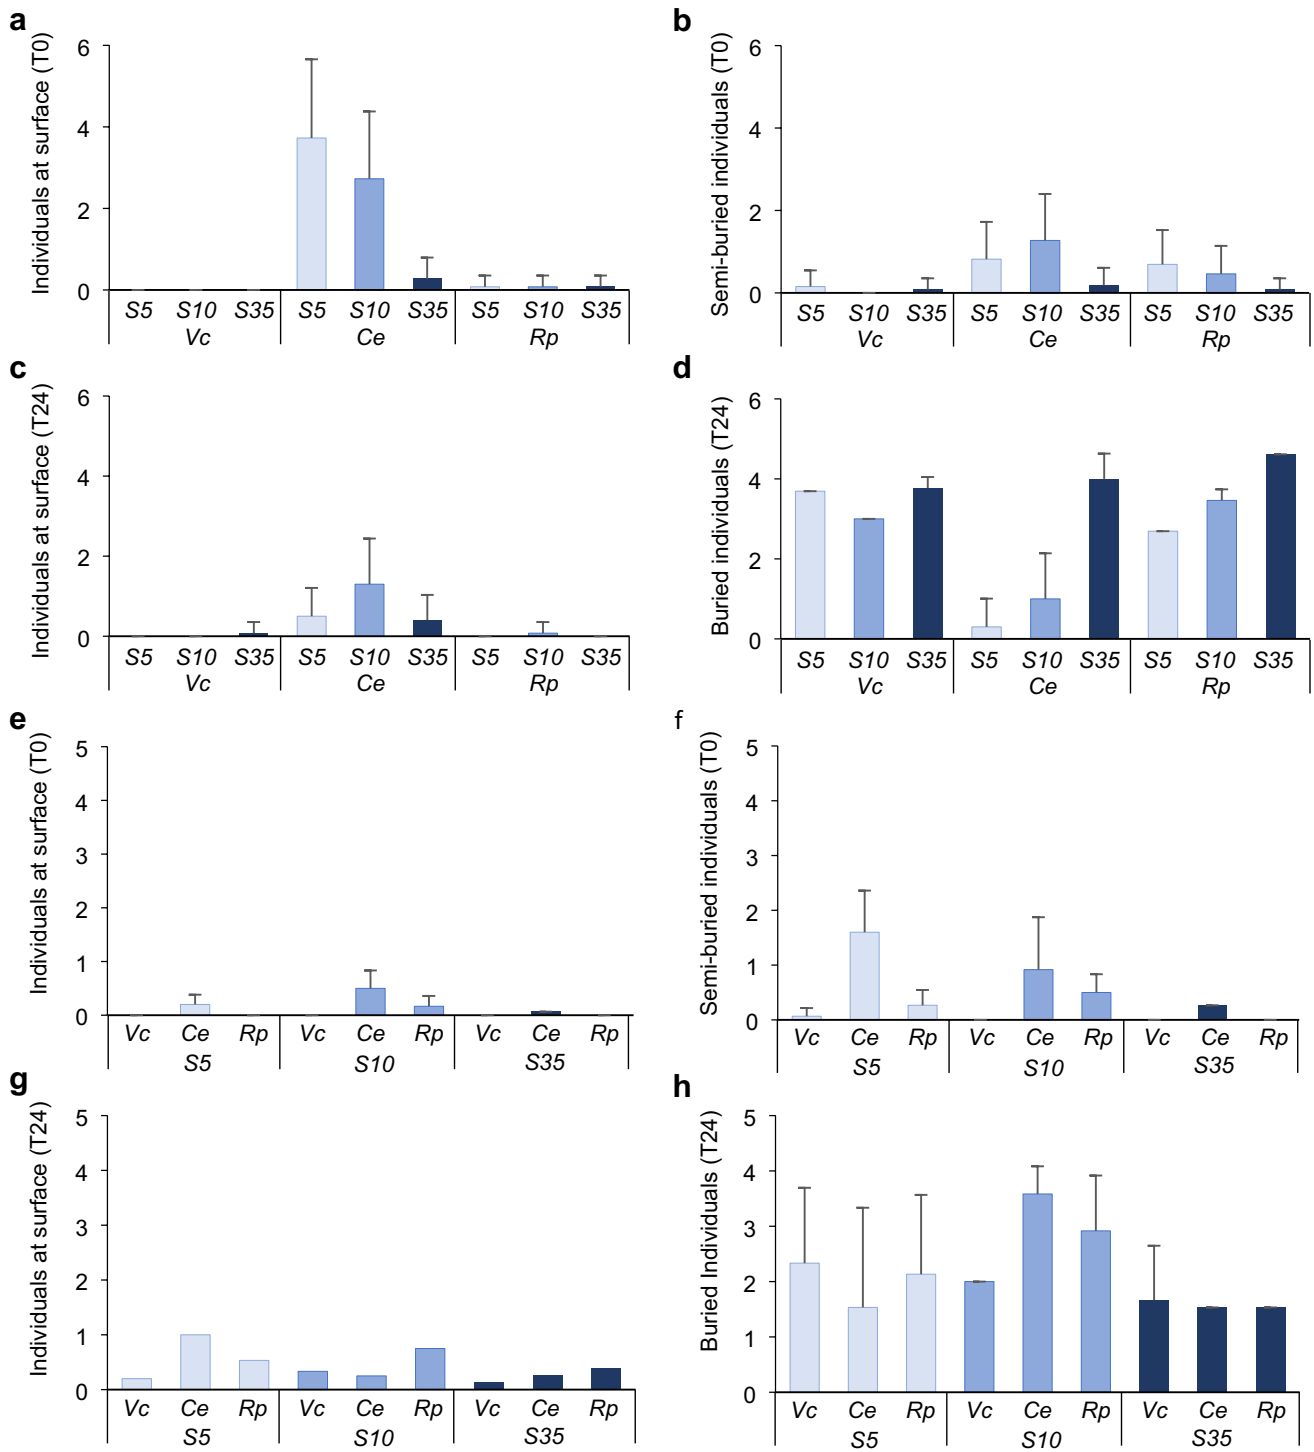 a
Individuals at surface (T0)
6
4
2
0
S5 S10 S35 S5 S10 S35 S5 S10 S35
Vc Ce Rp
b
Semi-buried individuals (T0)
6
4
2
0
S5 S10 S35 S5 S10 S35 S5 S10 S35
Vc Ce Rp
c
Individuals at surface (T24)
6
4
2
0
S5 S10 S35 S5 S10 S35 S5 S10 S35
Vc Ce Rp
d
Buried individuals (T24)
6
4
2
0
S5 S10 S35 S5 S10 S35 S5 S10 S35
Vc Ce Rp
e
Individuals at surface (T0)
5
4
3
2
1
0
Vc Ce Rp Vc Ce Rp Vc Ce Rp
S5 S10 S35
f
Semi-buried individuals (T0)
5
4
3
2
1
0
Vc Ce Rp Vc Ce Rp Vc Ce Rp
S5 S10 S35
g
Individuals at surface (T24)
5
4
3
2
1
0
Vc Ce Rp Vc Ce Rp Vc Ce Rp
S5 S10 S35
h
Buried Individuals (T24)
5
4
3
2
1
0
Vc Ce Rp Vc Ce Rp Vc Ce Rp
S5 S10 S35